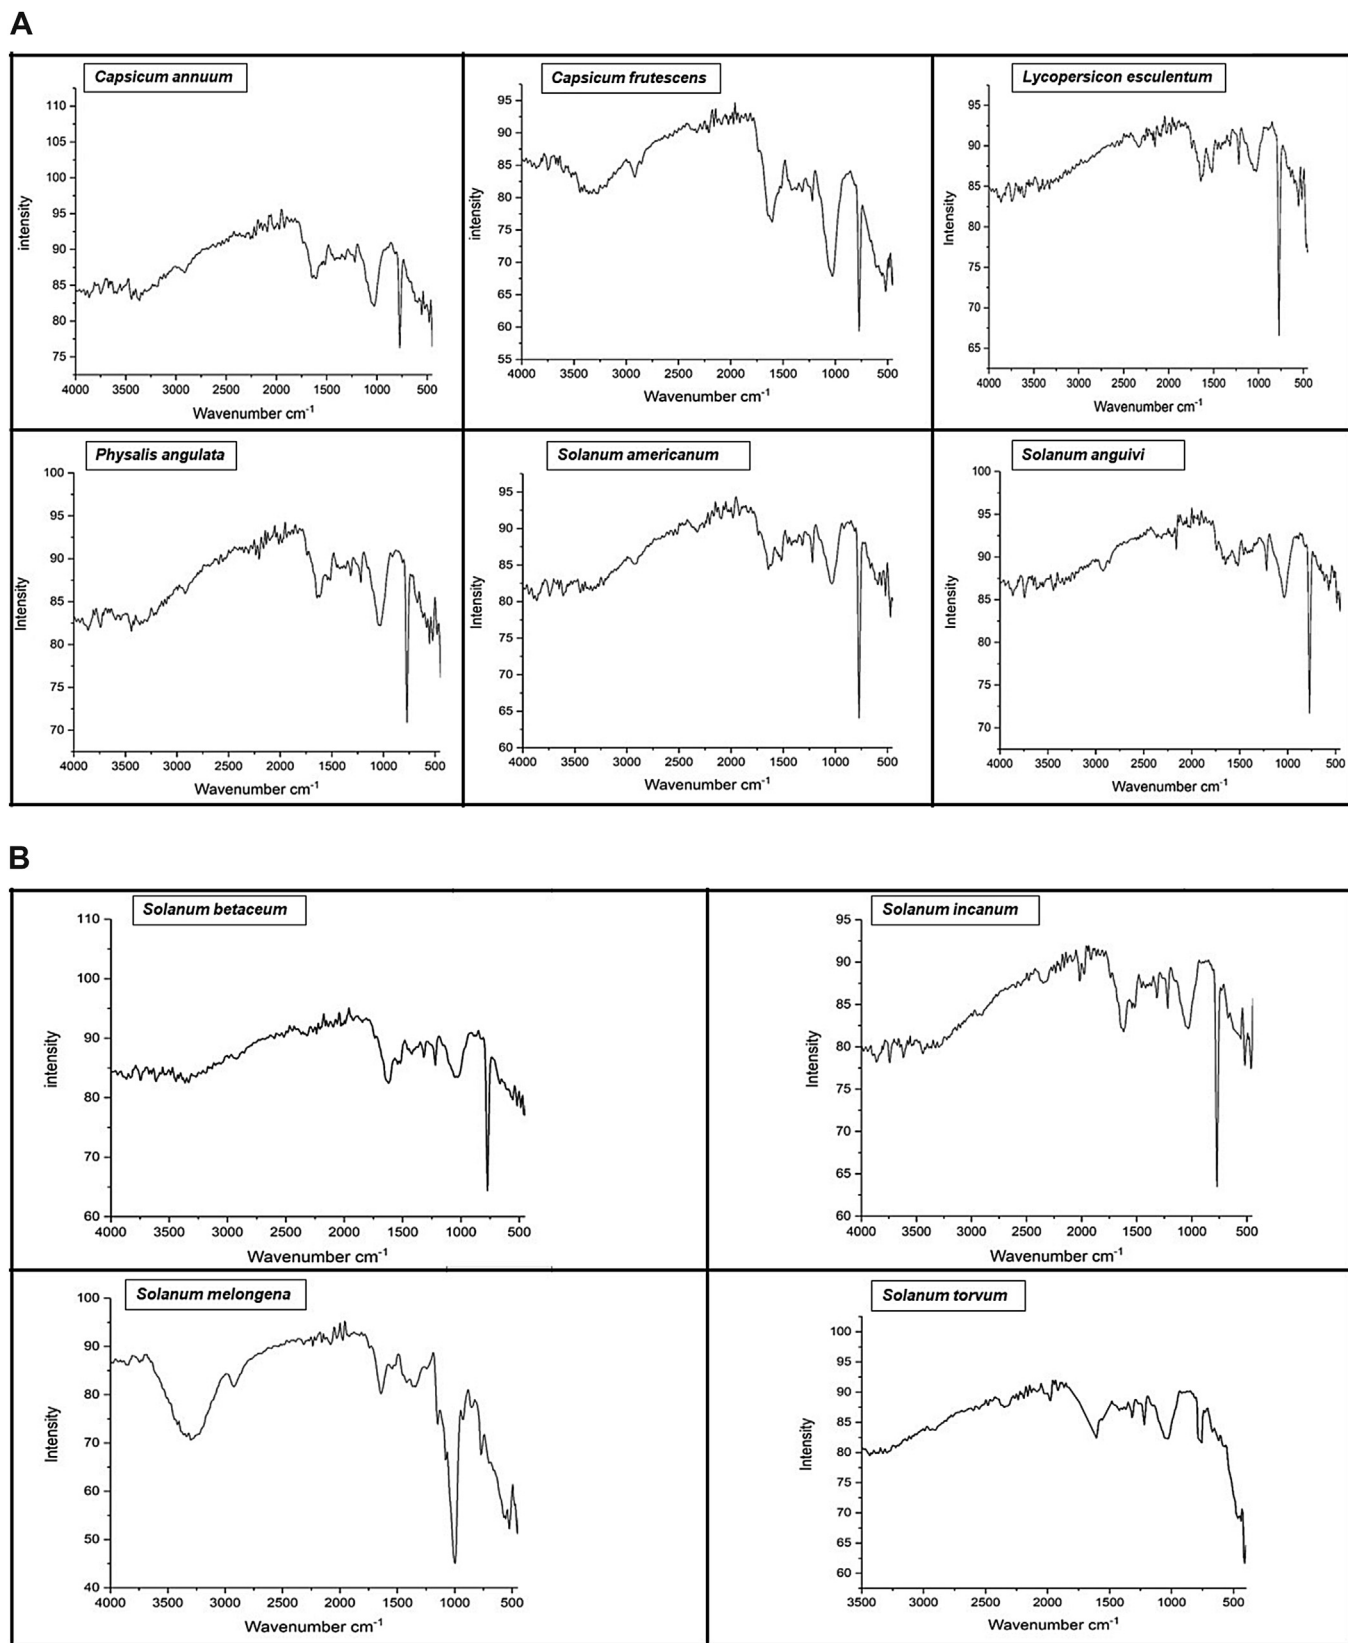 A
Capsicum annuum
110
105
100
95
90
85
80
75
intensity
4000 3500 3000 2500 2000 1500 1000 500
Wavenumber cm-1
Capsicum frutescens
95
90
85
80
75
70
65
60
55
intensity
4000 3500 3000 2500 2000 1500 1000 500
Wavenumber cm-1
Lycopersicon esculentum
95
90
85
80
75
70
65
Intensity
4000 3500 3000 2500 2000 1500 1000 500
Wavenumber cm-1
Physalis angulata
100
95
90
85
80
75
70
Intensity
4000 3500 3000 2500 2000 1500 1000 500
Wavenumber cm-1
Solanum americanum
95
90
85
80
75
70
65
60
Intensity
4000 3500 3000 2500 2000 1500 1000 500
Wavenumber cm-1
Solanum anguivi
100
95
90
85
80
75
70
Intensity
4000 3500 3000 2500 2000 1500 1000 500
Wavenumber cm-1
B
Solanum betaceum
110
100
90
80
70
60
intensity
4000 3500 3000 2500 2000 1500 1000 500
Wavenumber cm-1
Solanum incanum
95
90
85
80
75
70
65
60
Intensity
4000 3500 3000 2500 2000 1500 1000 500
Wavenumber cm-1
Solanum melongena
100
90
80
70
60
50
40
Intensity
4000 3500 3000 2500 2000 1500 1000 500
Wavenumber cm-1
Solanum torvum
100
95
90
85
80
75
70
65
60
Intensity
3500 3000 2500 2000 1500 1000 500
Wavenumber cm-1